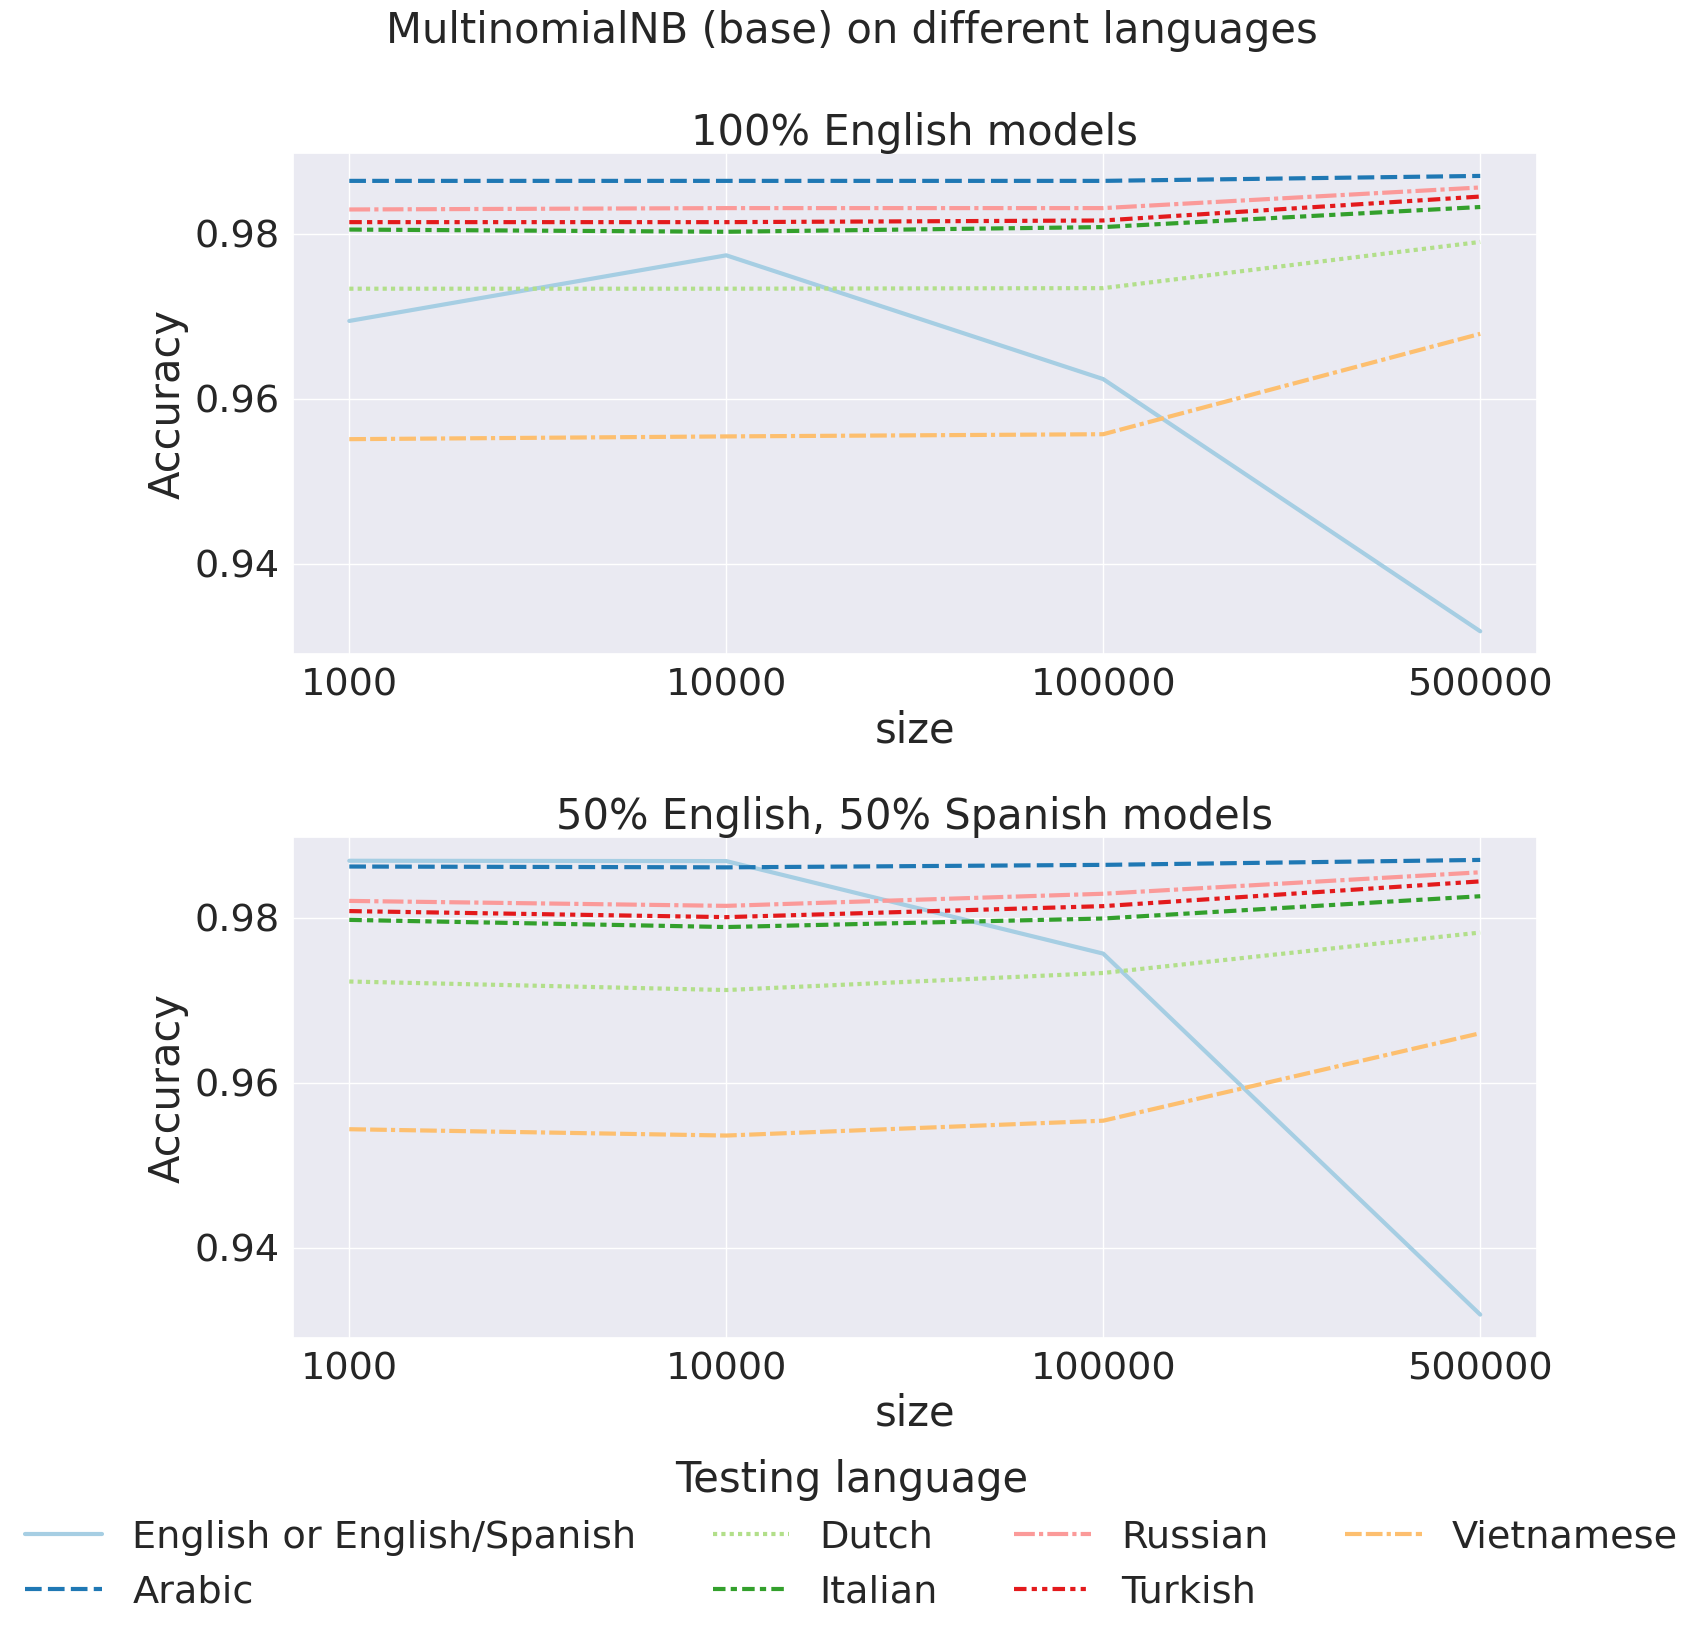 MultinomialNB (base) on different languages
100% English models
Accuracy
0.98
0.96
0.94
1000 10000 100000 500000
size
50% English, 50% Spanish models
Accuracy
0.98
0.96
0.94
1000 10000 100000 500000
size
Testing language
English or English/Spanish Dutch Russian Vietnamese
Arabic Italian Turkish